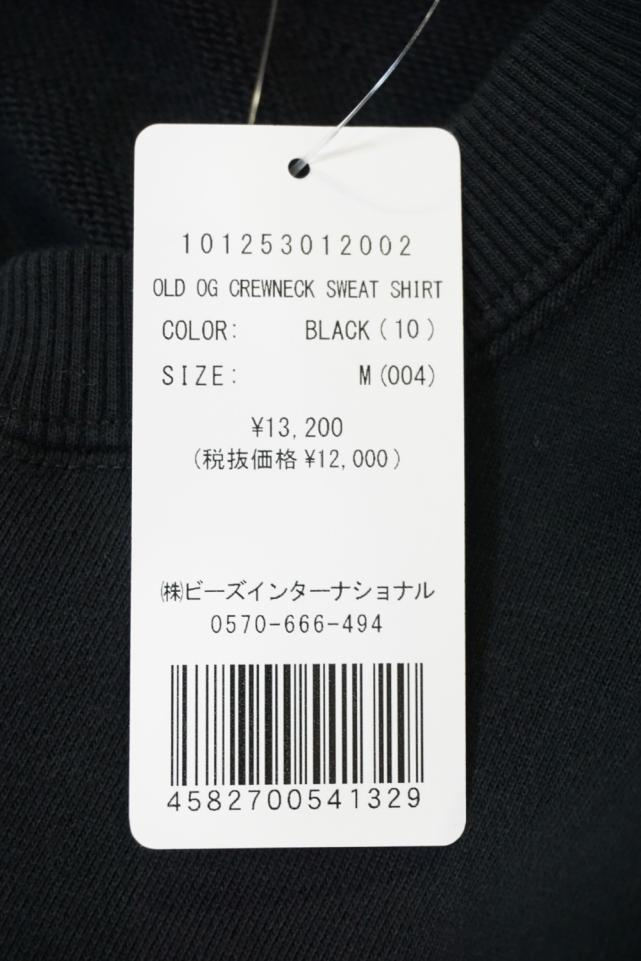 101253012002
OLD OG CREWNECK SWEAT SHIRT
COLOR: BLACK(10)
SIZE: M(004)
¥13,200
(税抜価格¥12,000)
㈱ビーズインターナショナル
0570-666-494
4582700541329